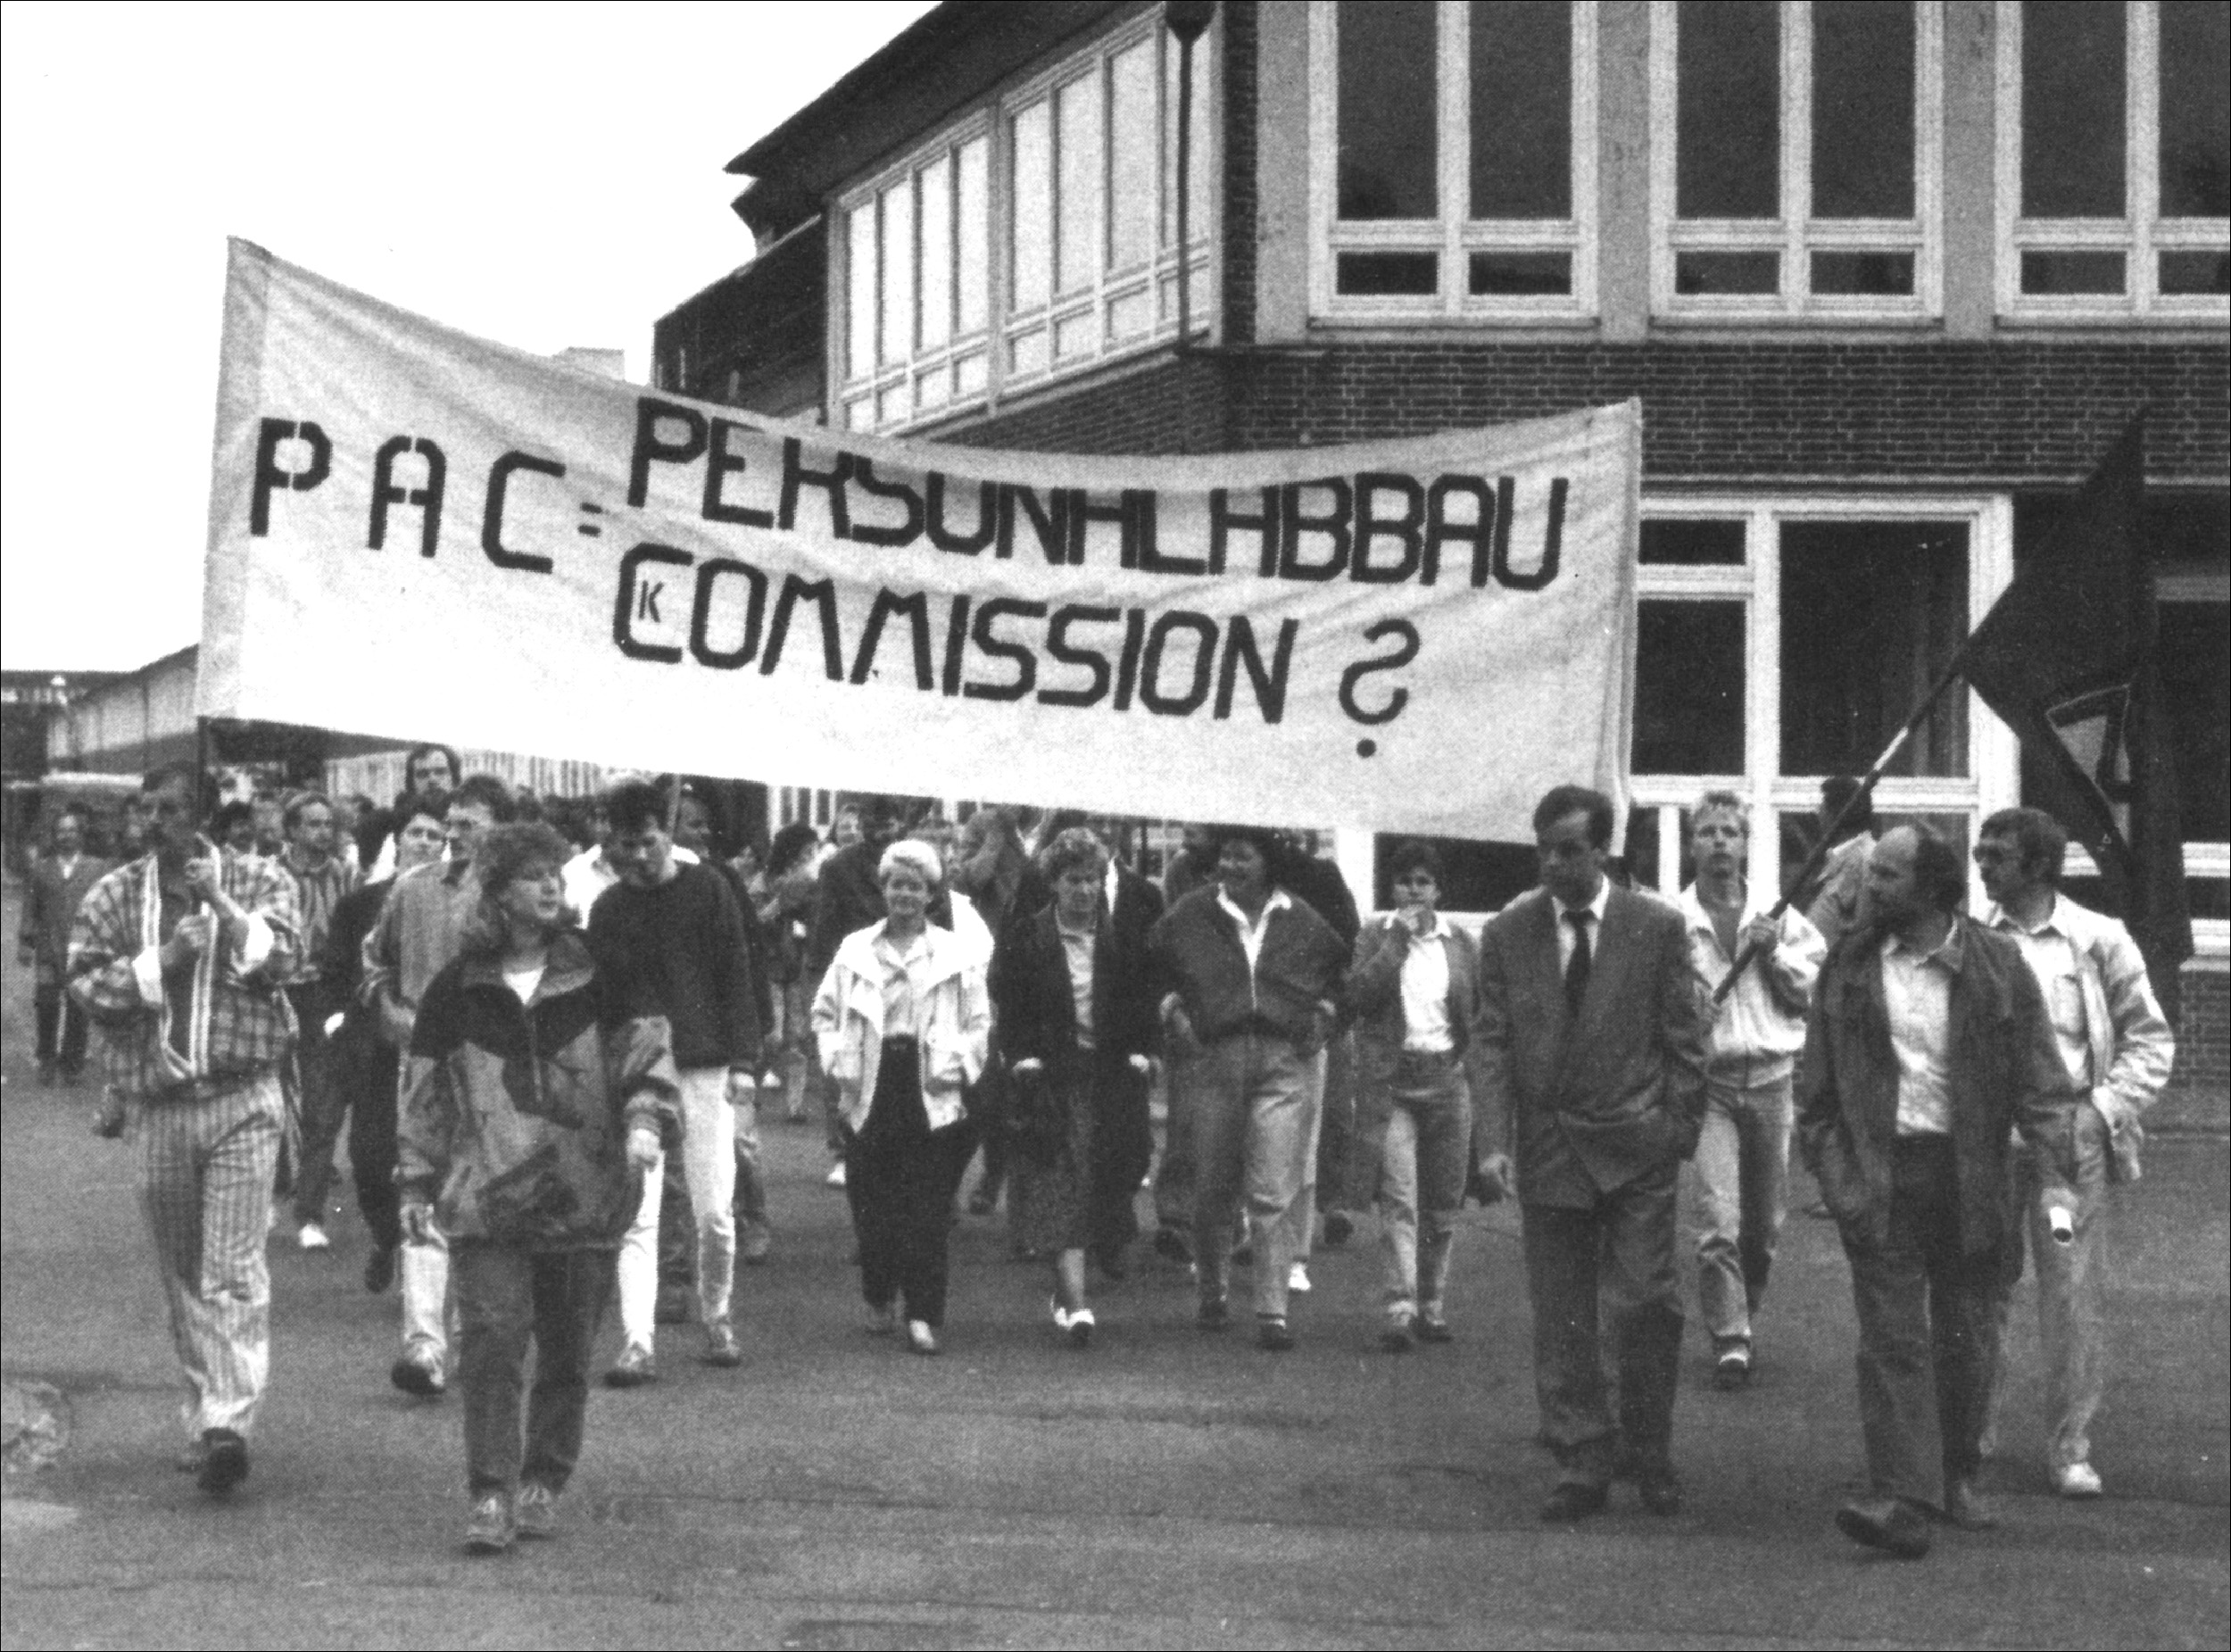 PAC = PERSONALABBAU
COMMISSION ?
K